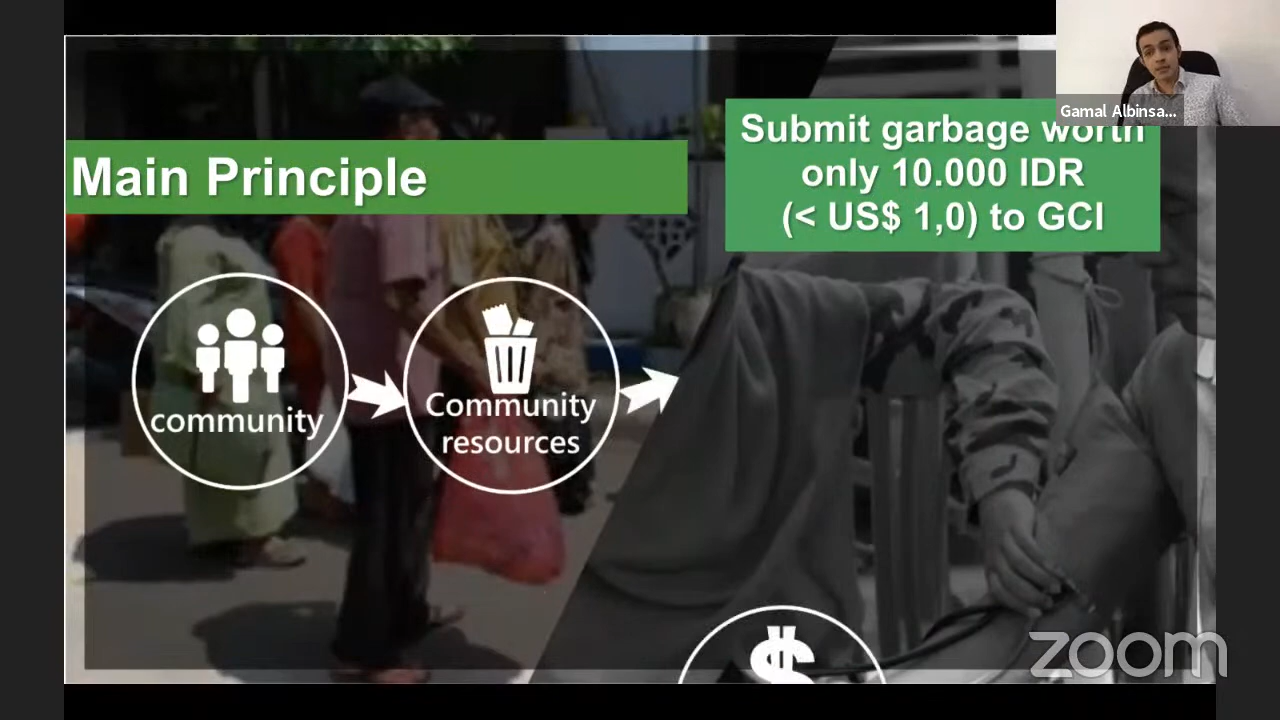 Gamal Albinsa...
Main Principle
Submit garbage worth
only 10.000 IDR
(< US$ 1,0) to GCI
community
Community
resources
$
zoom